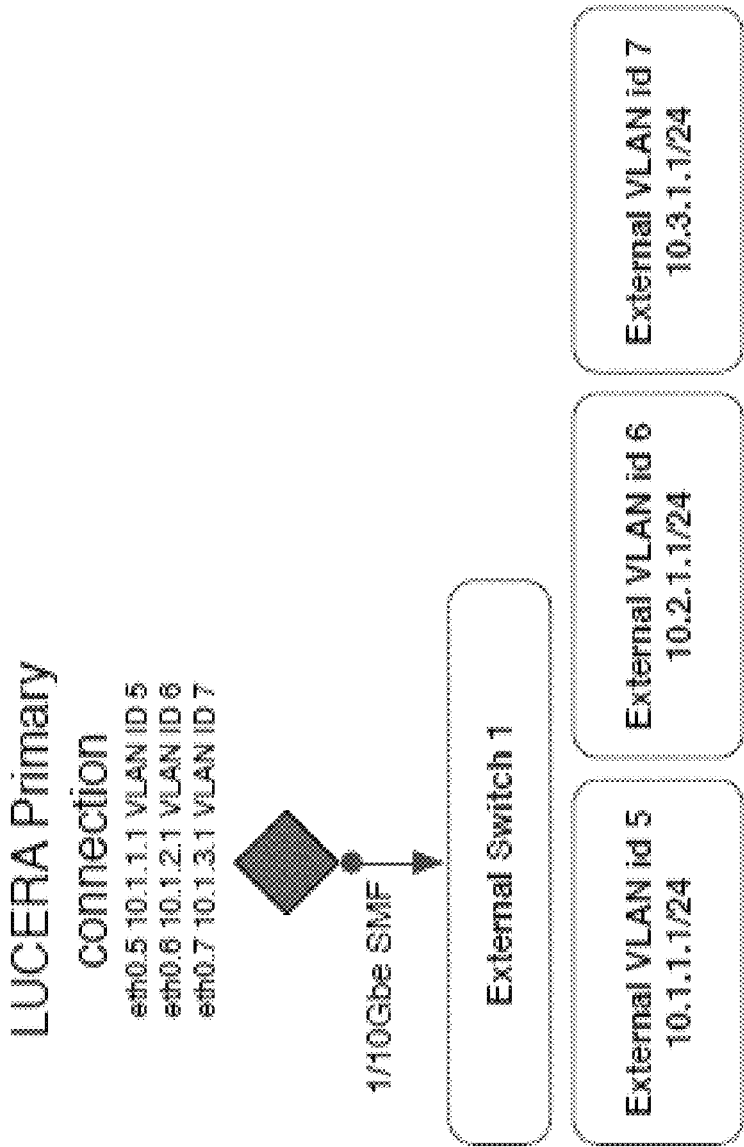 LUCERA Primary
connection
eth0.5 10.1.1.1 VLAN ID 5
eth0.6 10.1.2.1 VLAN ID 6
eth0.7 10.1.3.1 VLAN ID 7
1/10Gbe SMF
External Switch 1
External VLAN id 5
10.1.1.1/24
External VLAN id 6
10.2.1.1/24
External VLAN id 7
10.3.1.1/24